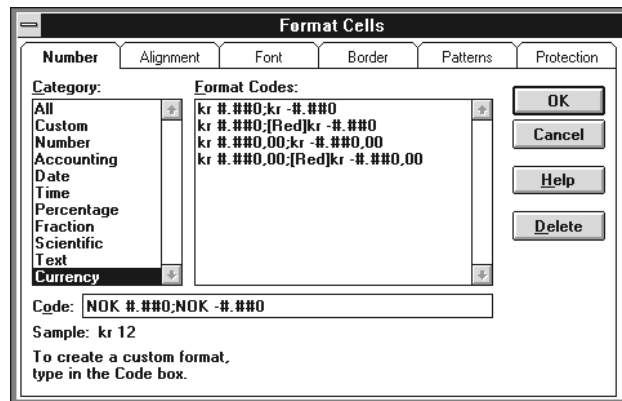 Format Cells
Number Alignment Font Border Patterns Protection
Category:
All
Custom
Number
Accounting
Date
Time
Percentage
Fraction
Scientific
Text
Currency
Format Codes:
kr #.##0;kr -#.##0
kr #.##0;[Red]kr -#.##0
kr #.##0,00;kr -#.##0,00
kr #.##0,00;[Red]kr -#.##0,00
OK
Cancel
Help
Delete
Code: NOK #.##0;NOK -#.##0
Sample: kr 12
To create a custom format,
type in the Code box.